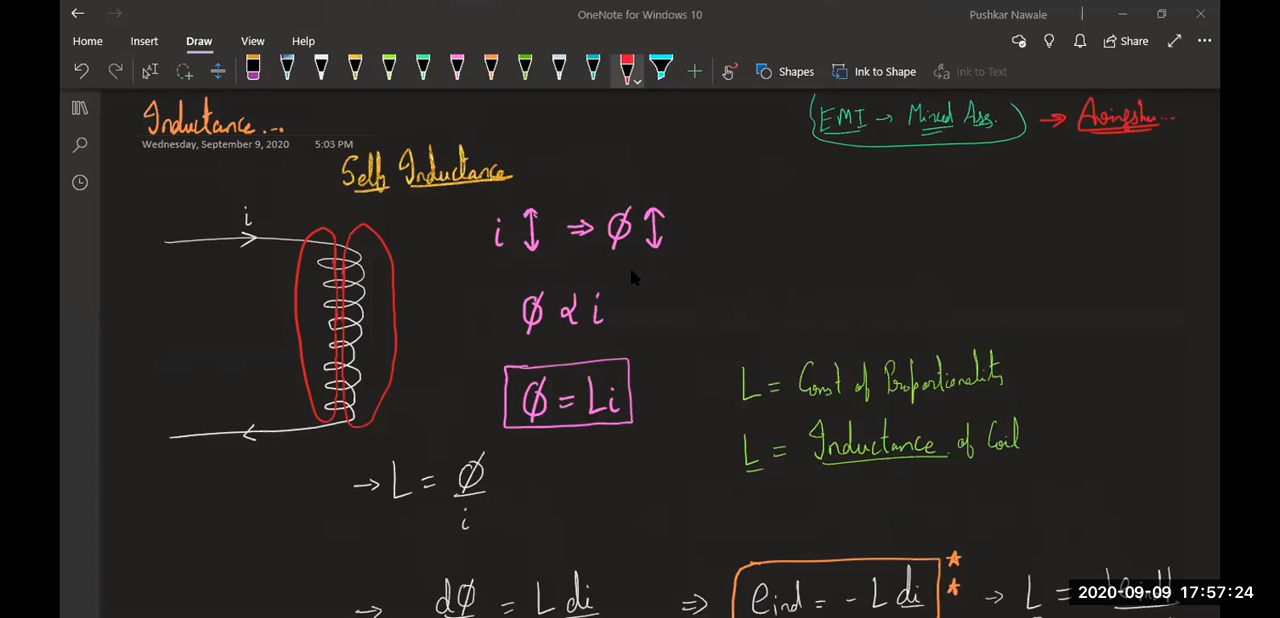 OneNote for Windows 10
Pushkar Nawale
Home Insert Draw View Help
Share
Shapes Ink to Shape Ink to Text
Inductance...
(EMI → Mixed Ass.) →
Wednesday, September 9, 2020 5:03 PM
Self Inductance
i
i ↕ ⇒ ϕ ↕
ϕ ∝ i
ϕ = Li
L = Const of Proportionality
L = Inductance of Coil
→ L = ϕ/i
→ dϕ = L di ⇒ eind = - L di → L =
2020-09-09 17:57:24